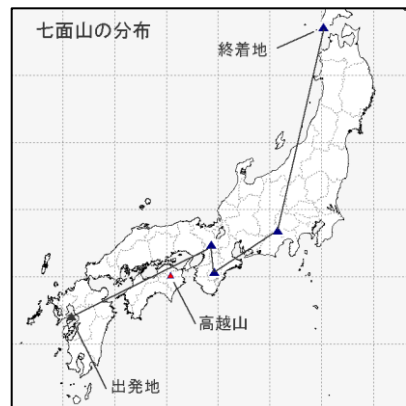 七面山の分布
終着地
高越山
出発地